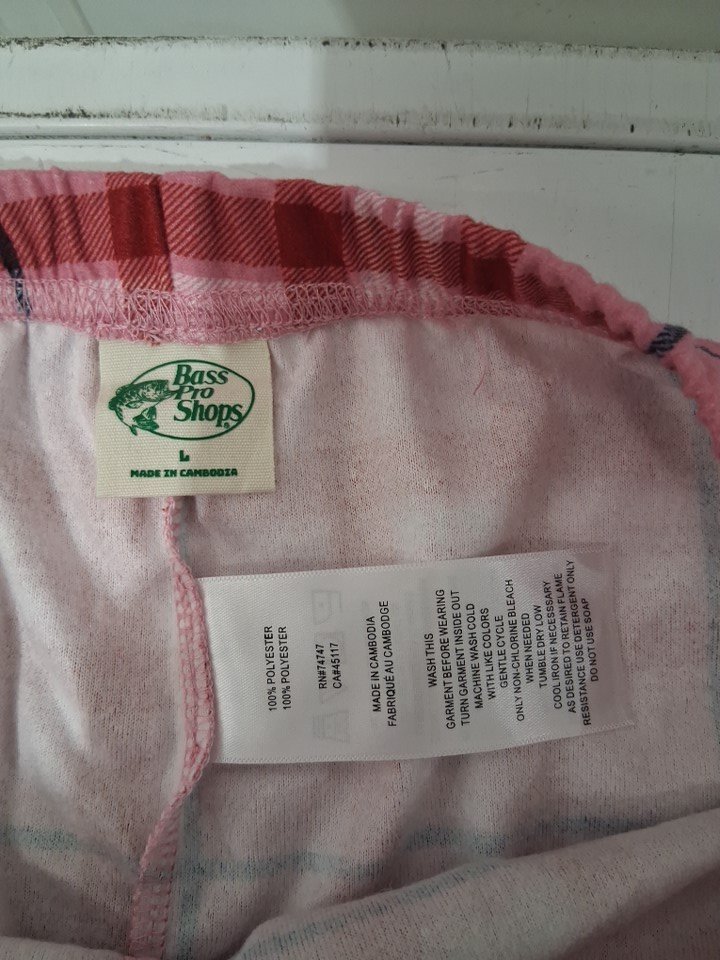 Bass
Pro
Shops
L
MADE IN CAMBODIA
100% POLYESTER
100% POLYESTER
RN#74747
CA#45117
MADE IN CAMBODIA
FABRIQUÉ AU CAMBODGE
WASH THIS
GARMENT BEFORE WEARING
TURN GARMENT INSIDE OUT
MACHINE WASH COLD
WITH LIKE COLORS
GENTLE CYCLE
ONLY NON-CHLORINE BLEACH
WHEN NEEDED
TUMBLE DRY LOW
COOL IRON IF NECESSSARY
AS DESIRED TO RETAIN FLAME
RESISTANCE USE DETERGENT ONLY
DO NOT USE SOAP